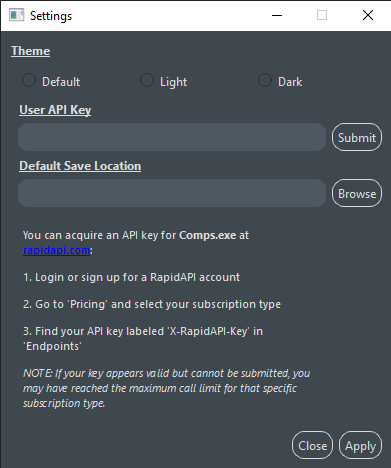 Settings
Theme
Default Light Dark
User API Key
Submit
Default Save Location
Browse
You can acquire an API key for Comps.exe at
rapidapi.com:
1. Login or sign up for a RapidAPI account
2. Go to 'Pricing' and select your subscription type
3. Find your API key labeled 'X-RapidAPI-Key' in
'Endpoints'
NOTE: If your key appears valid but cannot be submitted, you
may have reached the maximum call limit for that specific
subscription type.
Close Apply